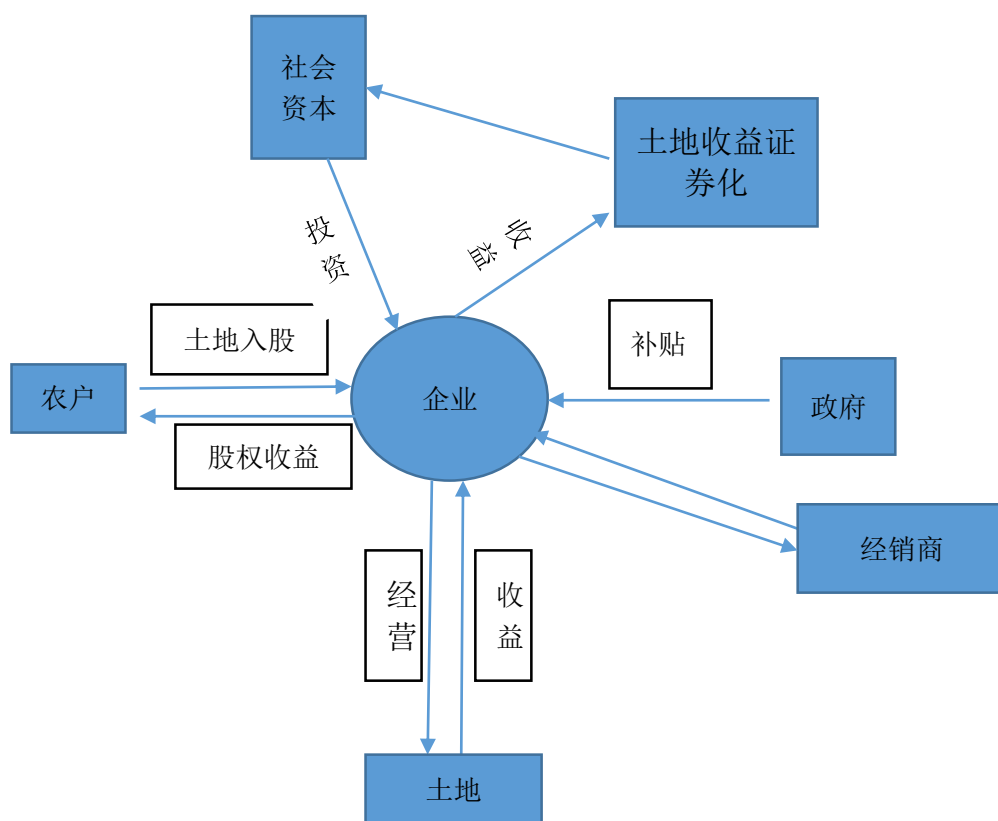 社会
资本
土地收益证
券化
投
资
收
益
土地入股
补贴
农户
企业
政府
股权收益
经销商
经
营
收
益
土地